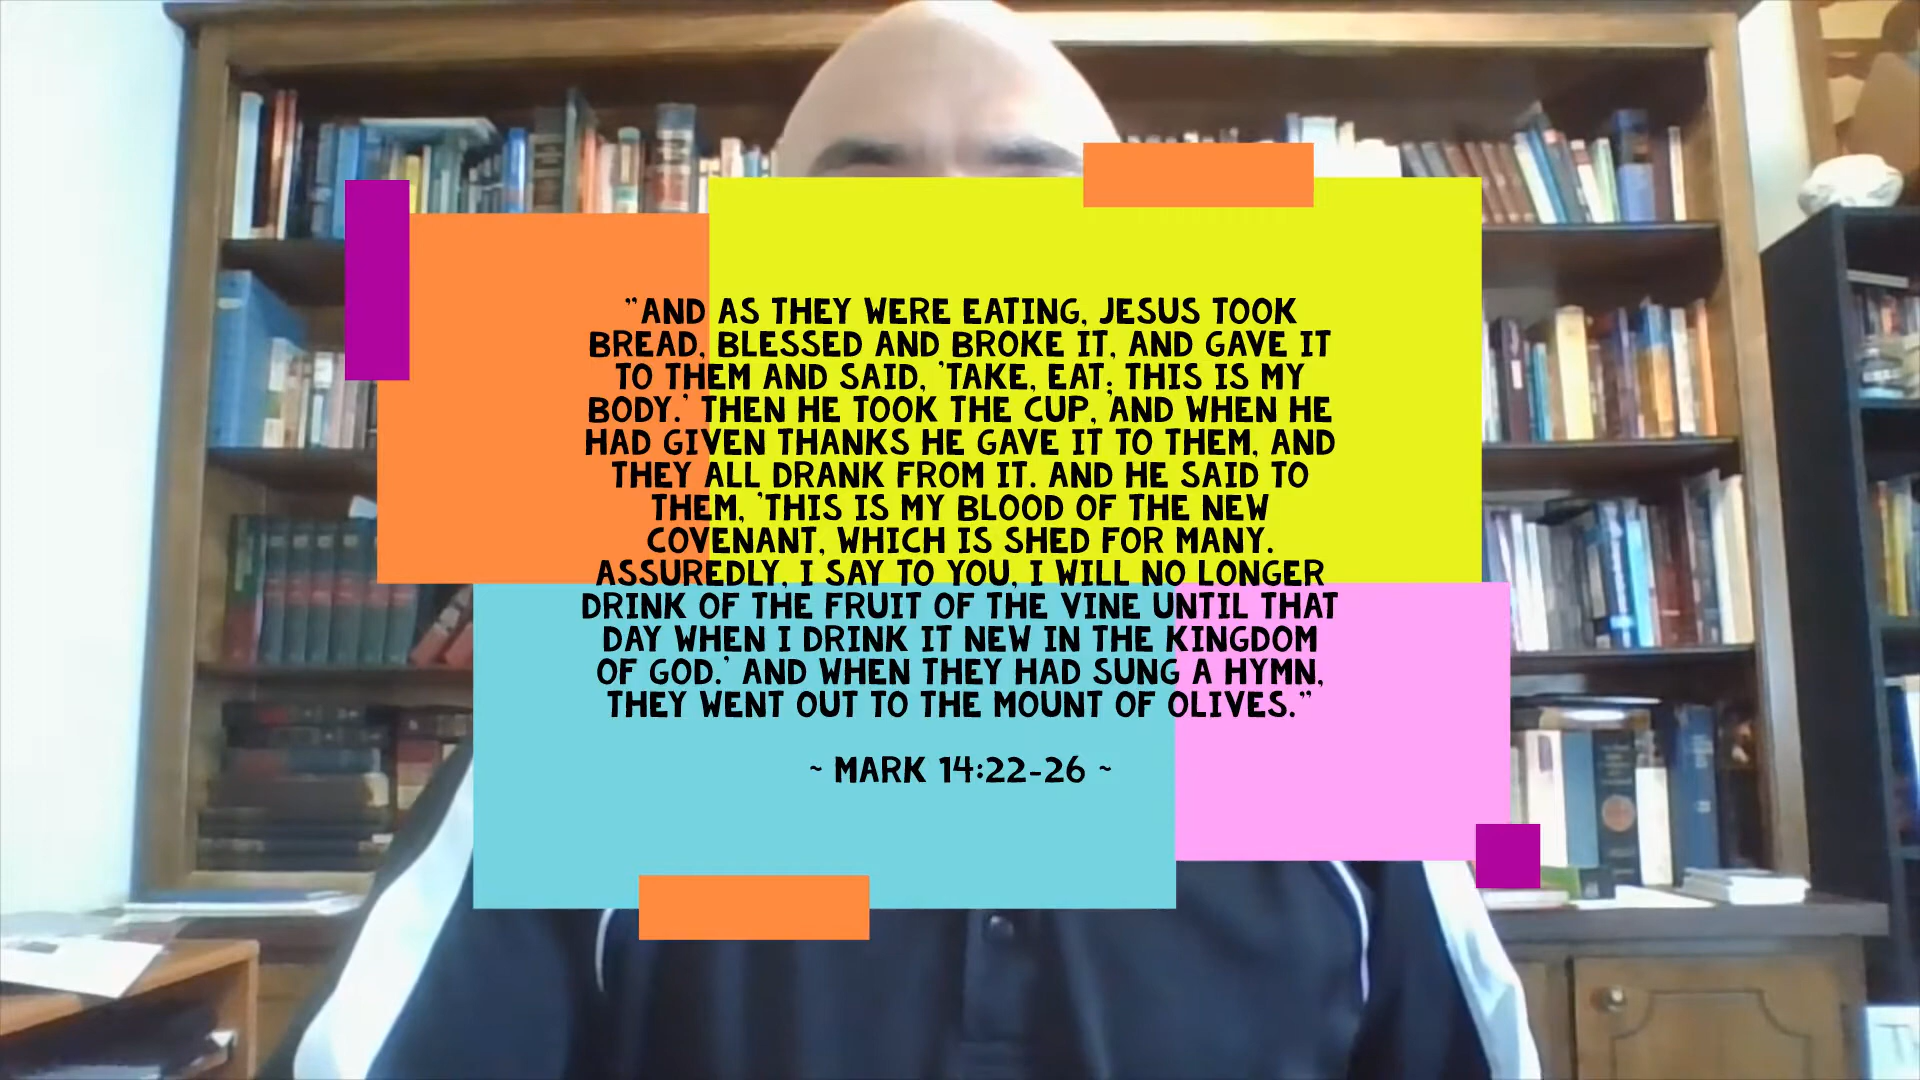 "AND AS THEY WERE EATING, JESUS TOOK
BREAD, BLESSED AND BROKE IT, AND GAVE IT
TO THEM AND SAID, 'TAKE, EAT; THIS IS MY
BODY.' THEN HE TOOK THE CUP, AND WHEN HE
HAD GIVEN THANKS HE GAVE IT TO THEM, AND
THEY ALL DRANK FROM IT. AND HE SAID TO
THEM, 'THIS IS MY BLOOD OF THE NEW
COVENANT, WHICH IS SHED FOR MANY.
ASSUREDLY, I SAY TO YOU, I WILL NO LONGER
DRINK OF THE FRUIT OF THE VINE UNTIL THAT
DAY WHEN I DRINK IT NEW IN THE KINGDOM
OF GOD.' AND WHEN THEY HAD SUNG A HYMN,
THEY WENT OUT TO THE MOUNT OF OLIVES."
~ MARK 14:22-26 ~